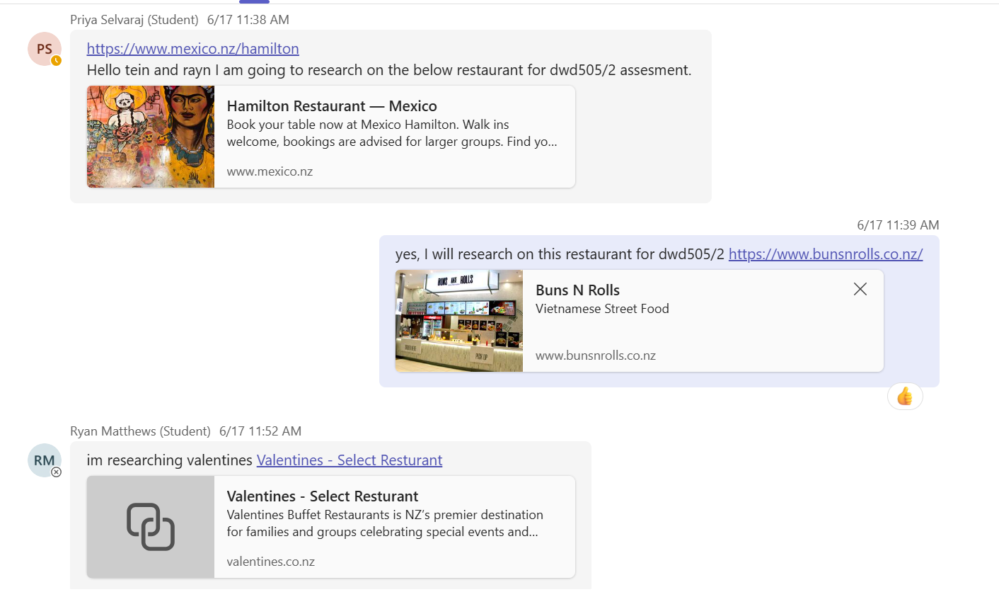 Priya Selvaraj (Student) 6/17 11:38 AM
PS
https://www.mexico.nz/hamilton
Hello tein and rayn I am going to research on the below restaurant for dwd505/2 assesment.
Hamilton Restaurant — Mexico
Book your table now at Mexico Hamilton. Walk ins
welcome, bookings are advised for larger groups. Find yo...
www.mexico.nz
6/17 11:39 AM
yes, I will research on this restaurant for dwd505/2 https://www.bunsnrolls.co.nz/
BUNS AND ROLLS
PICK UP
Buns N Rolls
Vietnamese Street Food
www.bunsnrolls.co.nz
Ryan Matthews (Student) 6/17 11:52 AM
RM
im researching valentines Valentines - Select Resturant
Valentines - Select Resturant
Valentines Buffet Restaurants is NZ’s premier destination
for families and groups celebrating special events and...
valentines.co.nz